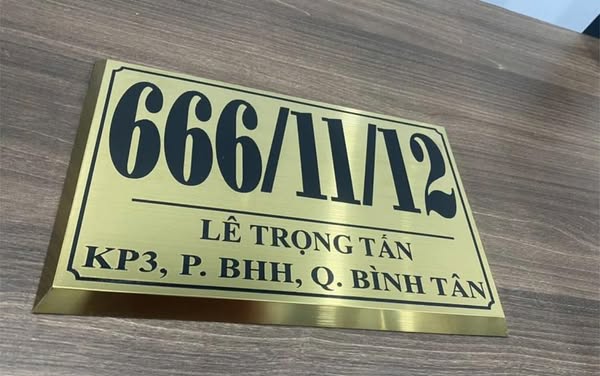 666/11/12
LÊ TRỌNG TẤN
KP3, P. BHH, Q. BÌNH TÂN